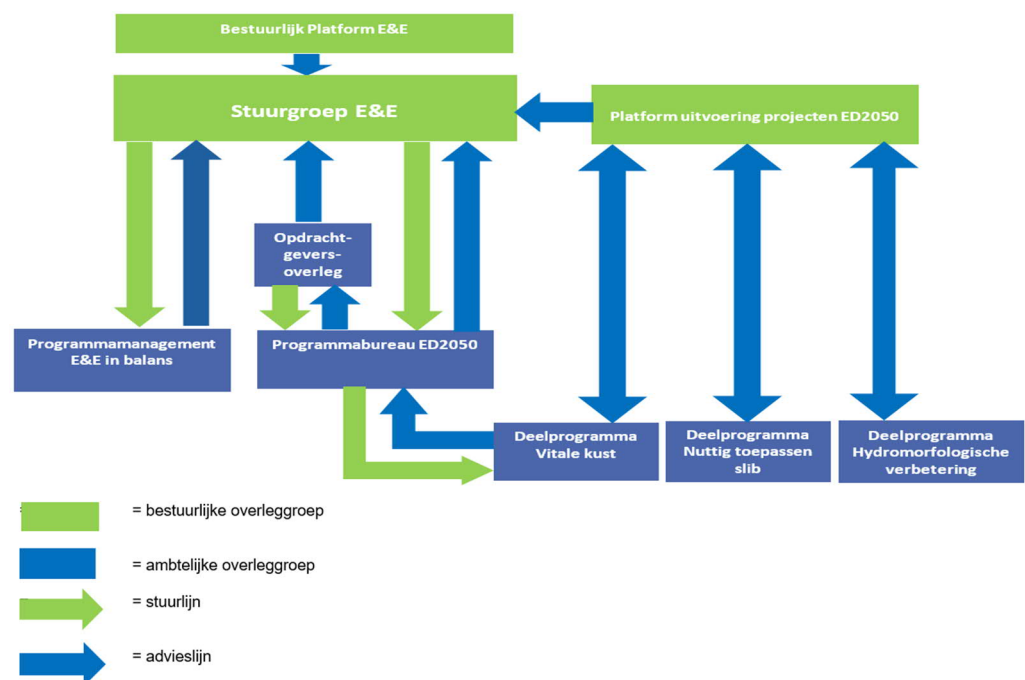 Bestuurlijk Platform E&E
Stuurgroep E&E
Platform uitvoering projecten ED2050
Opdracht-
gevers-
overleg
Programmamanagement
E&E in balans
Programmabureau ED2050
Deelprogramma
Vitale kust
Deelprogramma
Nuttig toepassen
slib
Deelprogramma
Hydromorfologische
verbetering
= bestuurlijke overleggroep
= ambtelijke overleggroep
= stuurlijn
= advieslijn